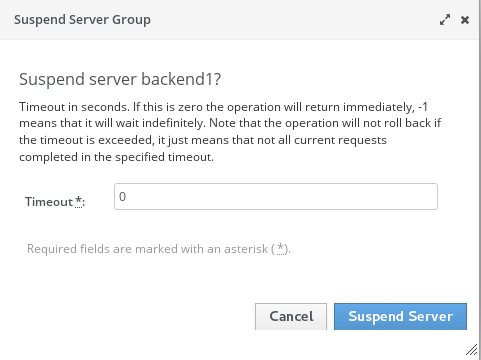 Suspend Server Group
Suspend server backend1?
Timeout in seconds. If this is zero the operation will return immediately, -1
means that it will wait indefinitely. Note that the operation will not roll back if
the timeout is exceeded, it just means that not all current requests
completed in the specified timeout.
Timeout *: 0
Required fields are marked with an asterisk ( *).
Cancel Suspend Server